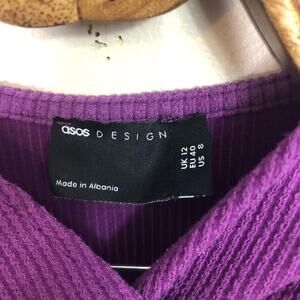 asos DESIGN
UK 12
EU 40
US 8
Made in Albania